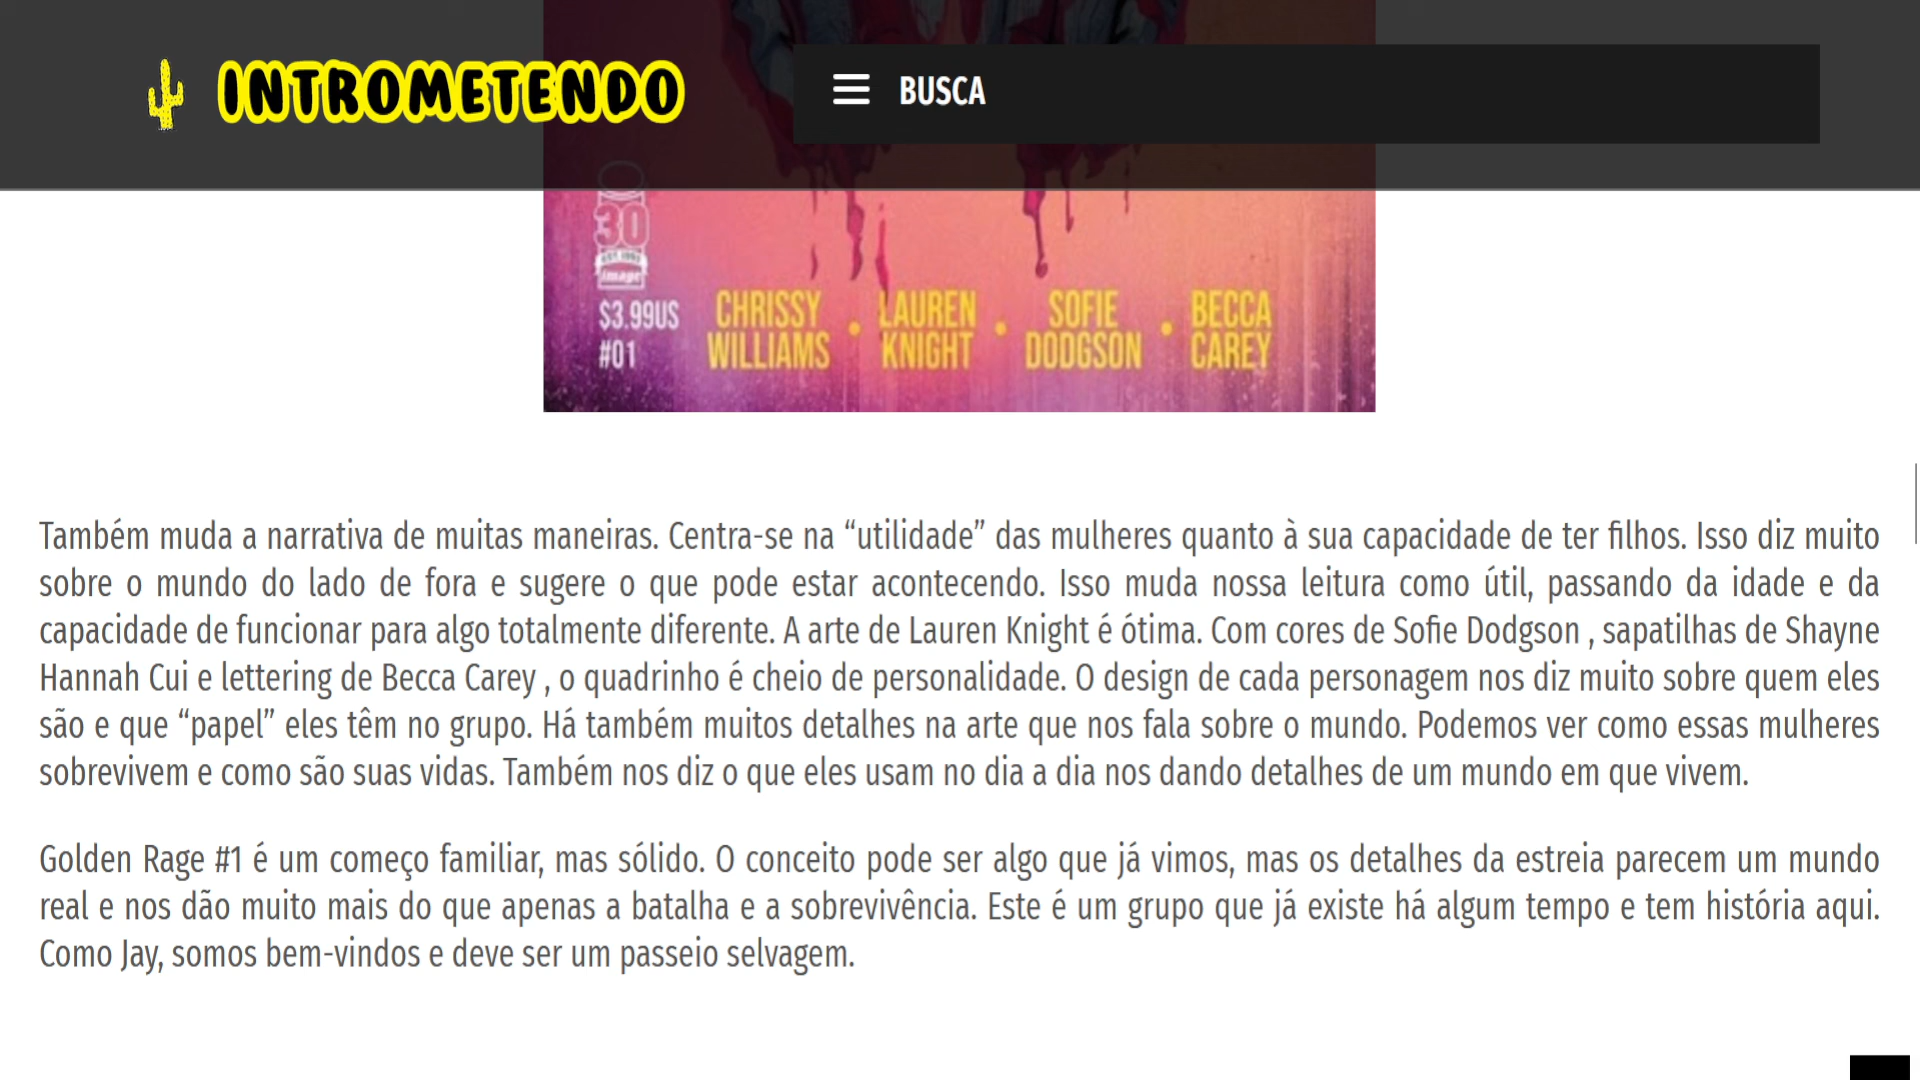 INTROMETENDO
BUSCA
30
image
$3.99US
#01
CHRISSY WILLIAMS • LAUREN KNIGHT • SOFIE DODGSON • BECCA CAREY
Também muda a narrativa de muitas maneiras. Centra-se na “utilidade” das mulheres quanto à sua capacidade de ter filhos. Isso diz muito
sobre o mundo do lado de fora e sugere o que pode estar acontecendo. Isso muda nossa leitura como útil, passando da idade e da
capacidade de funcionar para algo totalmente diferente. A arte de Lauren Knight é ótima. Com cores de Sofie Dodgson , sapatilhas de Shayne
Hannah Cui e lettering de Becca Carey , o quadrinho é cheio de personalidade. O design de cada personagem nos diz muito sobre quem eles
são e que “papel” eles têm no grupo. Há também muitos detalhes na arte que nos fala sobre o mundo. Podemos ver como essas mulheres
sobrevivem e como são suas vidas. Também nos diz o que eles usam no dia a dia nos dando detalhes de um mundo em que vivem.
Golden Rage #1 é um começo familiar, mas sólido. O conceito pode ser algo que já vimos, mas os detalhes da estreia parecem um mundo
real e nos dão muito mais do que apenas a batalha e a sobrevivência. Este é um grupo que já existe há algum tempo e tem história aqui.
Como Jay, somos bem-vindos e deve ser um passeio selvagem.